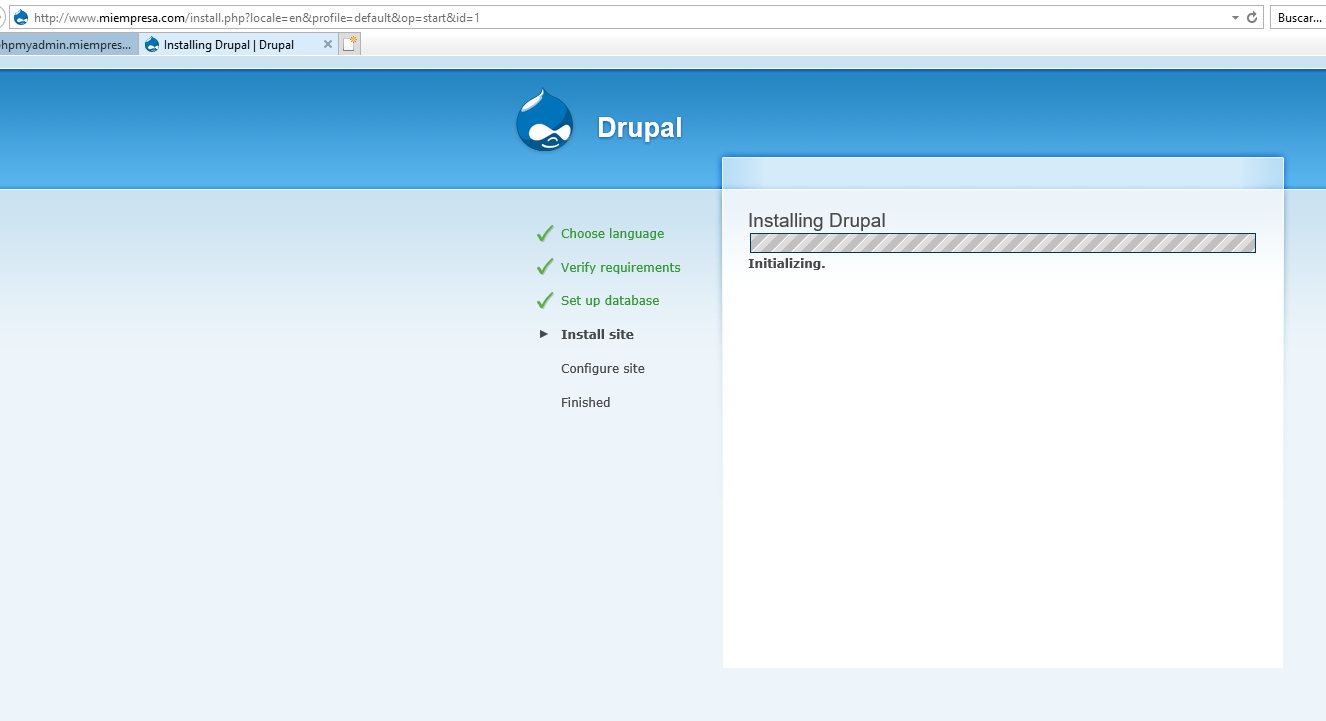 http://www.miempresa.com/install.php?locale=en&profile=default&op=start&id=1
Buscar...
hpmyadmin.miempres...
Installing Drupal | Drupal
Drupal
Choose language
Verify requirements
Set up database
Install site
Configure site
Finished
Installing Drupal
Initializing.